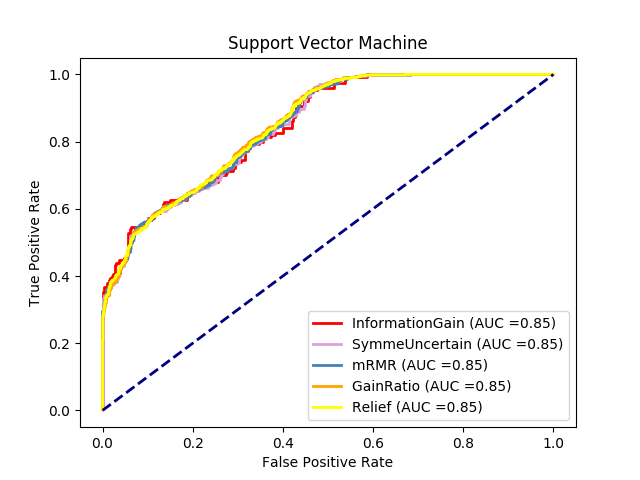 Support Vector Machine
True Positive Rate
1.0
0.8
0.6
0.4
0.2
0.0
InformationGain (AUC =0.85)
SymmeUncertain (AUC =0.85)
mRMR (AUC =0.85)
GainRatio (AUC =0.85)
Relief (AUC =0.85)
0.0 0.2 0.4 0.6 0.8 1.0
False Positive Rate